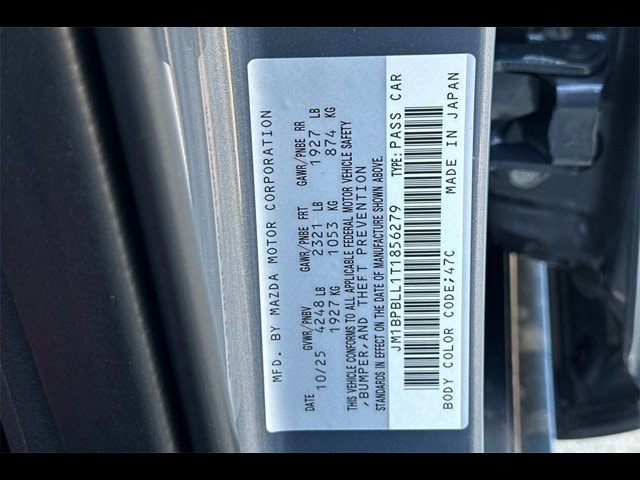 MFD. BY MAZDA MOTOR CORPORATION
DATE GVWR/PNBV GAWR/PNBE FRT GAWR/PNBE RR
10/25 4248 LB 2321 LB 1927 LB
1927 KG 1053 KG 874 KG
THIS VEHICLE CONFORMS TO ALL APPLICABLE FEDERAL MOTOR VEHICLE SAFETY
,BUMPER,AND THEFT PREVENTION
STANDARDS IN EFFECT ON THE DATE OF MANUFACTURE SHOWN ABOVE.
JM1BPBLL1T1856279 TYPE:PASS CAR
BODY COLOR CODE:47C MADE IN JAPAN